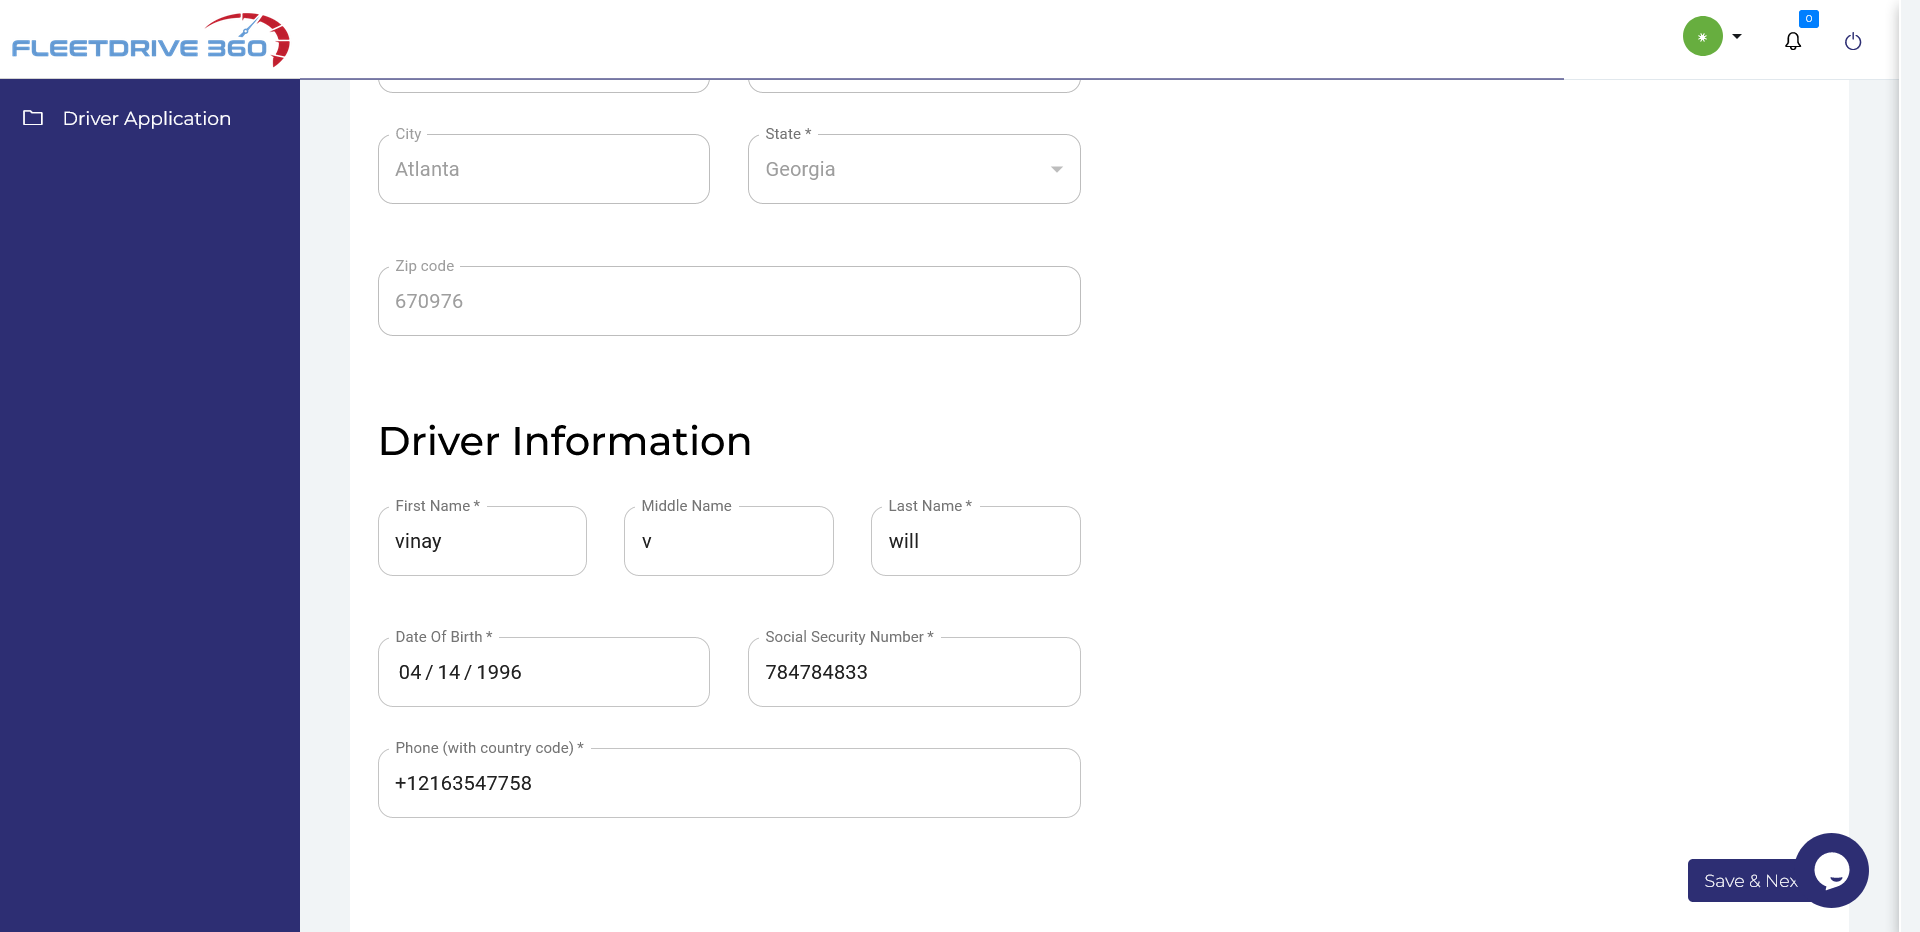 FLEETDRIVE 360
0
Driver Application
City
Atlanta
State *
Georgia
Zip code
670976
Driver Information
First Name *
vinay
Middle Name
v
Last Name *
will
Date Of Birth *
04 / 14 / 1996
Social Security Number *
784784833
Phone (with country code) *
+12163547758
Save & Nex